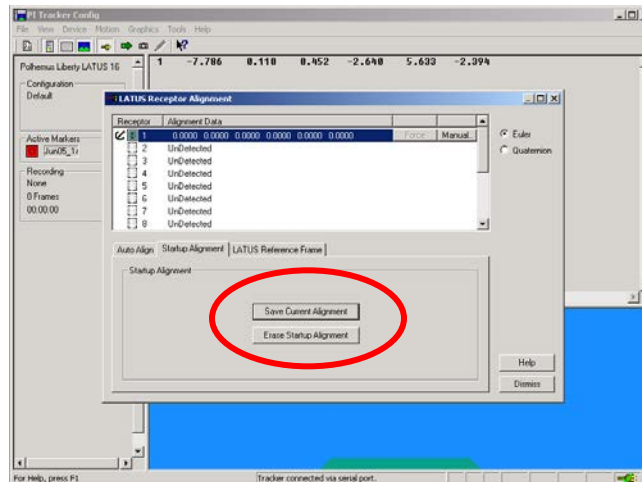 PI Tracker Config
File View Device Motion Graphics Tools Help
Polhemus Liberty LATUS 16
1 -7.786 0.110 0.452 -2.640 5.633 -2.394
Configuration
Default
Active Markers
Recording
None
0 Frames
00:00:00
LATUS Receptor Alignment
Receptor Alignment Data
1 0.0000 0.0000 0.0000 0.0000 0.0000 0.0000 Force Manual...
2 UnDetected
3 UnDetected
4 UnDetected
5 UnDetected
6 UnDetected
7 UnDetected
8 UnDetected
Euler
Quaternion
Auto Align Startup Alignment LATUS Reference Frame
Startup Alignment
Save Current Alignment
Erase Startup Alignment
Help
Dismiss
For Help, press F1
Tracker connected via serial port.